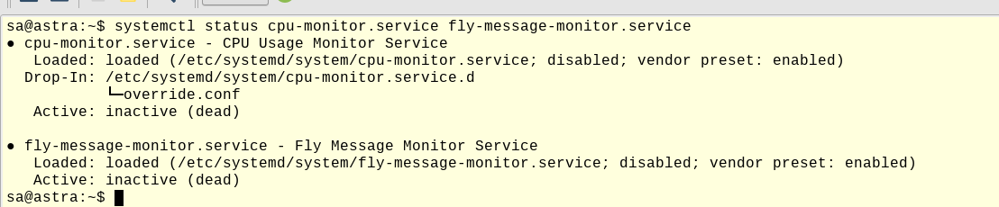 sa@astra:~$ systemctl status cpu-monitor.service fly-message-monitor.service
● cpu-monitor.service - CPU Usage Monitor Service
   Loaded: loaded (/etc/systemd/system/cpu-monitor.service; disabled; vendor preset: enabled)
  Drop-In: /etc/systemd/system/cpu-monitor.service.d
           └─override.conf
   Active: inactive (dead)

● fly-message-monitor.service - Fly Message Monitor Service
   Loaded: loaded (/etc/systemd/system/fly-message-monitor.service; disabled; vendor preset: enabled)
   Active: inactive (dead)
sa@astra:~$